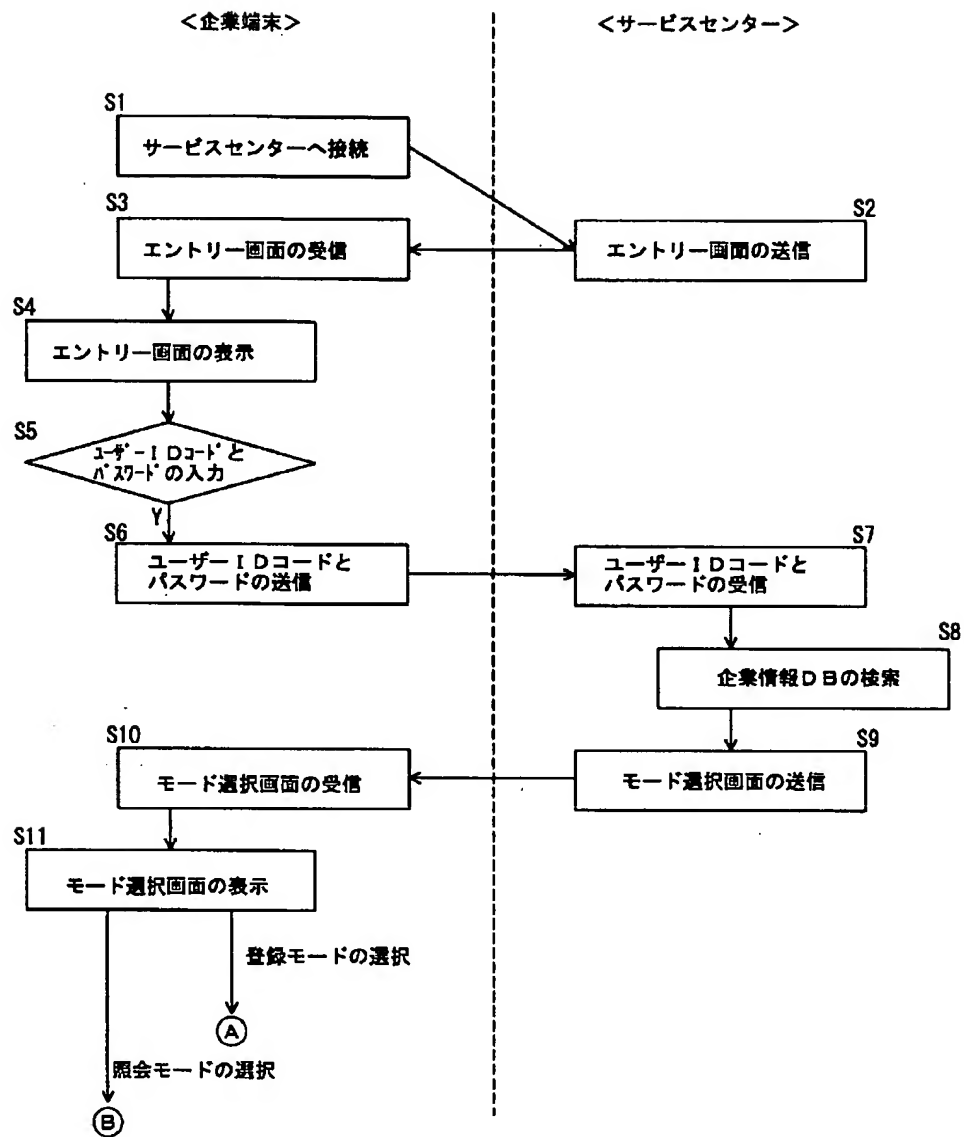 ＜企業端末＞
＜サービスセンター＞
S1
サービスセンターへ接続
S3
エントリー画面の受信
S2
エントリー画面の送信
S4
エントリー画面の表示
S5
ﾕｰｻﾞｰＩＤｺｰﾄﾞと
ﾊﾟｽﾜｰﾄﾞの入力
Y
S6
ユーザーＩＤコードと
パスワードの送信
S7
ユーザーＩＤコードと
パスワードの受信
S8
企業情報ＤＢの検索
S10
モード選択画面の受信
S9
モード選択画面の送信
S11
モード選択画面の表示
登録モードの選択
A
照会モードの選択
B